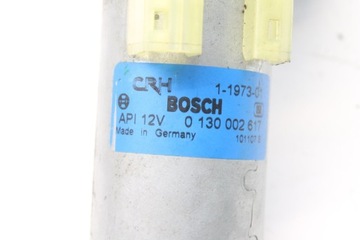 CRH 1-1973-01
BOSCH
API 12V 0 130 002 617
Made in Germany